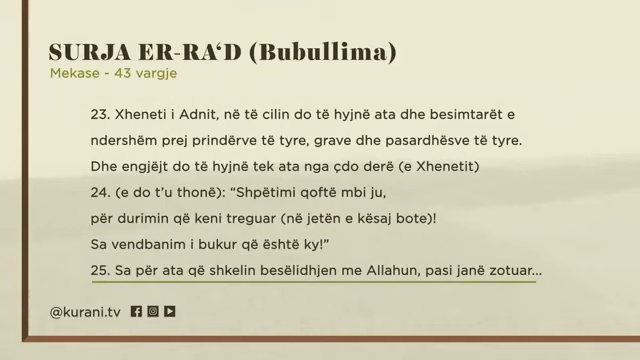 SURJA ER-RA‘D (Bubullima)
Mekase - 43 vargje
23. Xheneti i Adnit, në të cilin do të hyjnë ata dhe besimtarët e
ndershëm prej prindërve të tyre, grave dhe pasardhësve të tyre.
Dhe engjëjt do të hyjnë tek ata nga çdo derë (e Xhenetit)
24. (e do t’u thonë): “Shpëtimi qoftë mbi ju,
për durimin që keni treguar (në jetën e kësaj bote)!
Sa vendbanim i bukur që është ky!”
25. Sa për ata që shkelin besëlidhjen me Allahun, pasi janë zotuar...
@kurani.tv